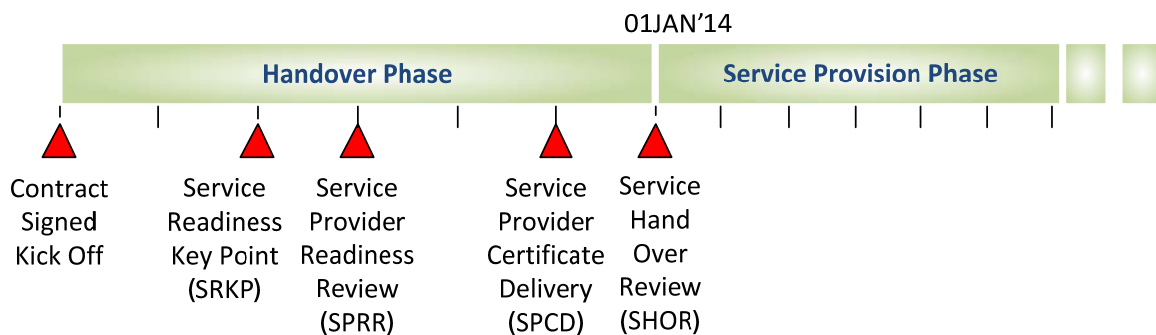 01JAN’14
Handover Phase
Service Provision Phase
Contract
Signed
Kick Off
Service
Readiness
Key Point
(SRKP)
Service
Provider
Readiness
Review
(SPRR)
Service
Provider
Certificate
Delivery
(SPCD)
Service
Hand
Over
Review
(SHOR)